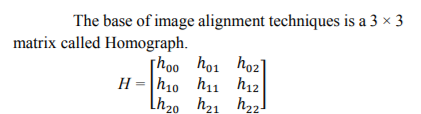 The base of image alignment techniques is a 3 × 3
matrix called Homograph.
H = [h₀₀ h₀₁ h₀₂
h₁₀ h₁₁ h₁₂
h₂₀ h₂₁ h₂₂]